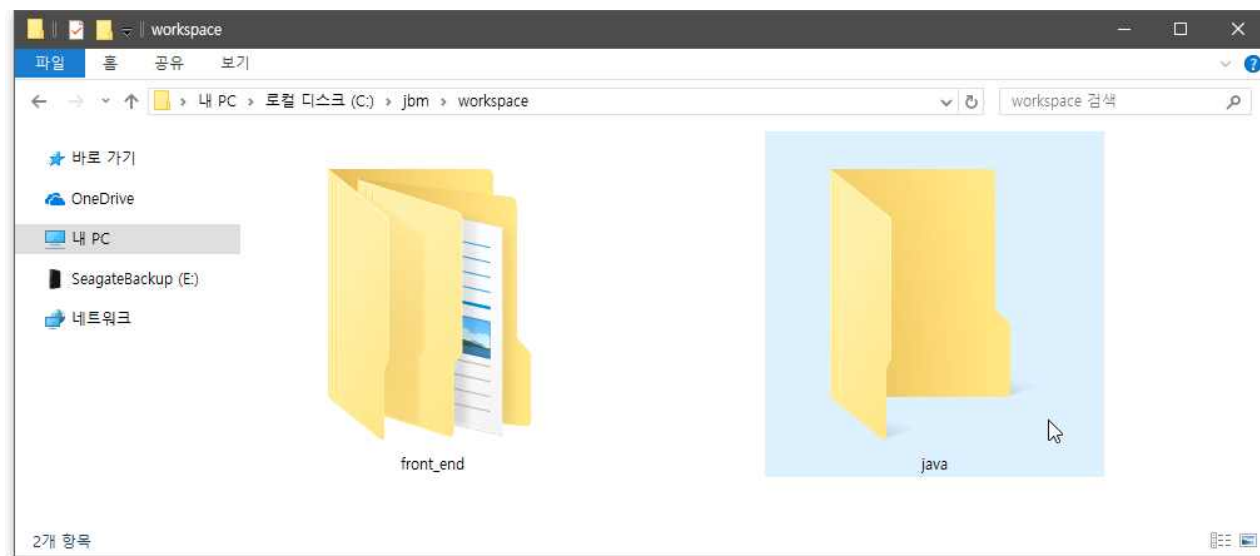 workspace
파일 홈 공유 보기
내 PC > 로컬 디스크 (C:) > jbm > workspace
workspace 검색
바로 가기
OneDrive
내 PC
SeagateBackup (E:)
네트워크
front_end
java
2개 항목